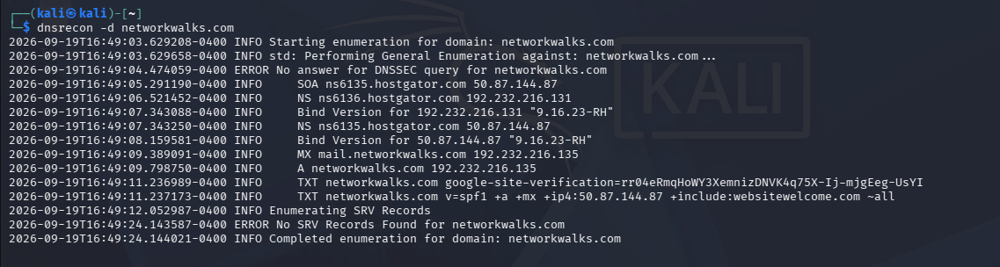 ┌──(kali㉿kali)-[~]
└─$ dnsrecon -d networkwalks.com
2026-09-19T16:49:03.629208-0400 INFO Starting enumeration for domain: networkwalks.com
2026-09-19T16:49:03.629658-0400 INFO std: Performing General Enumeration against: networkwalks.com...
2026-09-19T16:49:04.474059-0400 ERROR No answer for DNSSEC query for networkwalks.com
2026-09-19T16:49:05.291190-0400 INFO     SOA ns6135.hostgator.com 50.87.144.87
2026-09-19T16:49:06.521452-0400 INFO     NS ns6136.hostgator.com 192.232.216.131
2026-09-19T16:49:07.343088-0400 INFO     Bind Version for 192.232.216.131 "9.16.23-RH"
2026-09-19T16:49:07.343250-0400 INFO     NS ns6135.hostgator.com 50.87.144.87
2026-09-19T16:49:08.159581-0400 INFO     Bind Version for 50.87.144.87 "9.16.23-RH"
2026-09-19T16:49:09.389091-0400 INFO     MX mail.networkwalks.com 192.232.216.135
2026-09-19T16:49:09.798750-0400 INFO     A networkwalks.com 192.232.216.135
2026-09-19T16:49:11.236989-0400 INFO     TXT networkwalks.com google-site-verification=rr04eRmqHoWY3XemnizDNVK4q75X-Ij-mjgEeg-UsYI
2026-09-19T16:49:11.237173-0400 INFO     TXT networkwalks.com v=spf1 +a +mx +ip4:50.87.144.87 +include:websitewelcome.com ~all
2026-09-19T16:49:12.052987-0400 INFO Enumerating SRV Records
2026-09-19T16:49:24.143587-0400 ERROR No SRV Records Found for networkwalks.com
2026-09-19T16:49:24.144021-0400 INFO Completed enumeration for domain: networkwalks.com
KALI